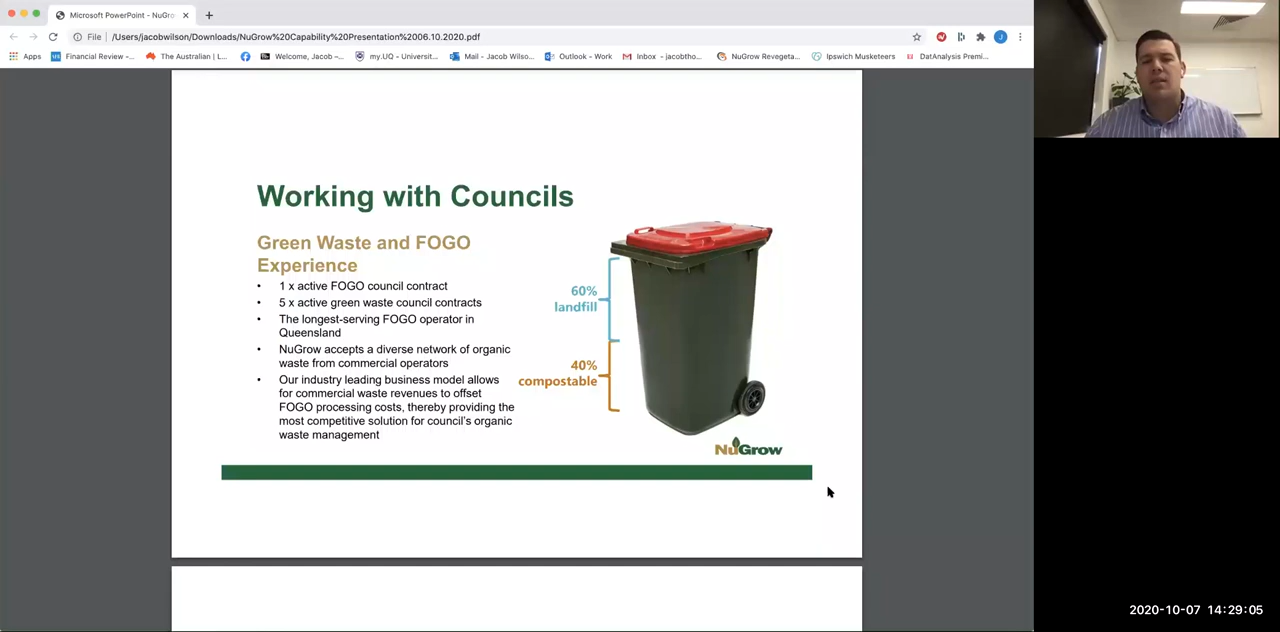 Microsoft PowerPoint - NuGro
File
/Users/jacobwilson/Downloads/NuGrow%20Capability%20Presentation%2006.10.2020.pdf
Apps
Financial Review –...
The Australian | L...
Welcome, Jacob –...
my.UQ - Universit...
Mail - Jacob Wilso...
Outlook - Work
Inbox - jacobtho...
NuGrow Revegeta...
Ipswich Musketeers
DatAnalysis Premi...
Working with Councils
Green Waste and FOGO
Experience
• 1 x active FOGO council contract
• 5 x active green waste council contracts
• The longest-serving FOGO operator in
Queensland
• NuGrow accepts a diverse network of organic
waste from commercial operators
• Our industry leading business model allows
for commercial waste revenues to offset
FOGO processing costs, thereby providing the
most competitive solution for council's organic
waste management
60%
landfill
40%
compostable
NuGrow
2020-10-07 14:29:05